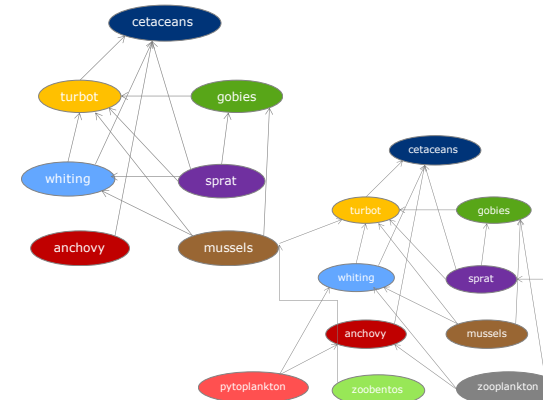 cetaceans
turbot
gobies
whiting
sprat
anchovy
mussels
cetaceans
turbot
gobies
whiting
sprat
anchovy
mussels
pytoplankton
zoobentos
zooplankton